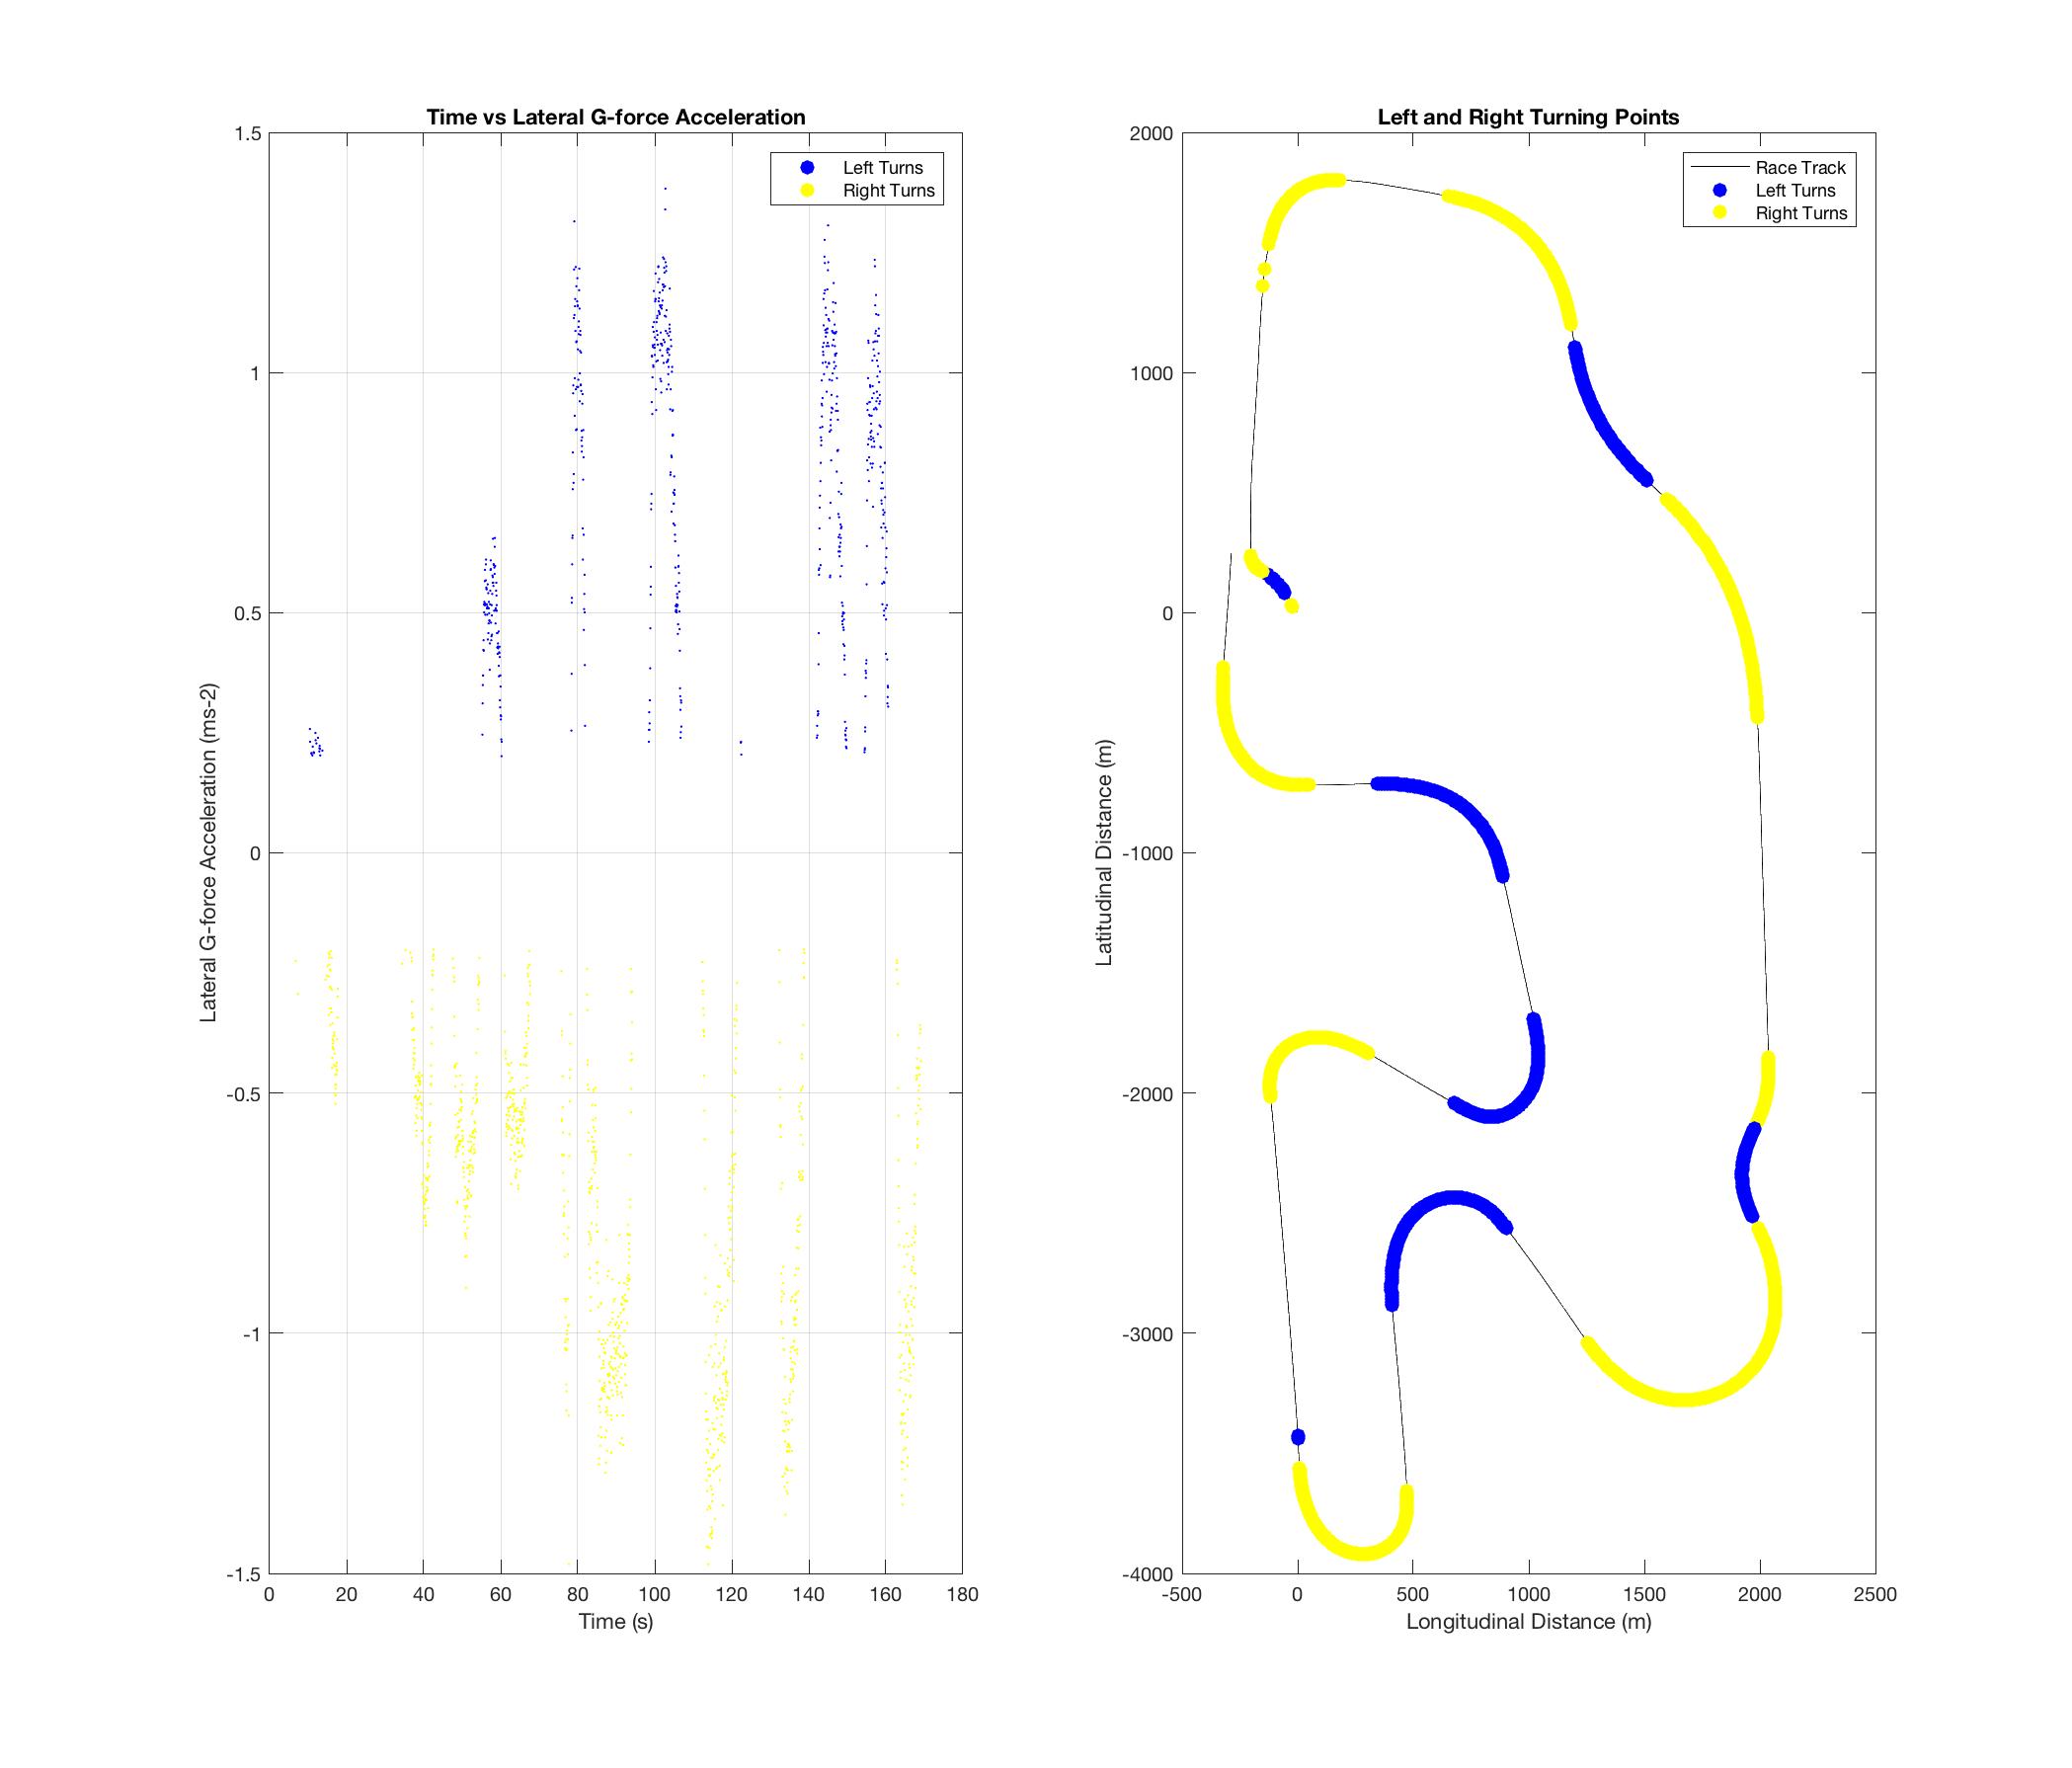 Time vs Lateral G-force Acceleration
1.5
1
0.5
0
-0.5
-1
-1.5
Lateral G-force Acceleration (ms-2)
Left Turns
Right Turns
0 20 40 60 80 100 120 140 160 180
Time (s)
Left and Right Turning Points
2000
1000
0
-1000
-2000
-3000
-4000
Latitudinal Distance (m)
Race Track
Left Turns
Right Turns
-500 0 500 1000 1500 2000 2500
Longitudinal Distance (m)